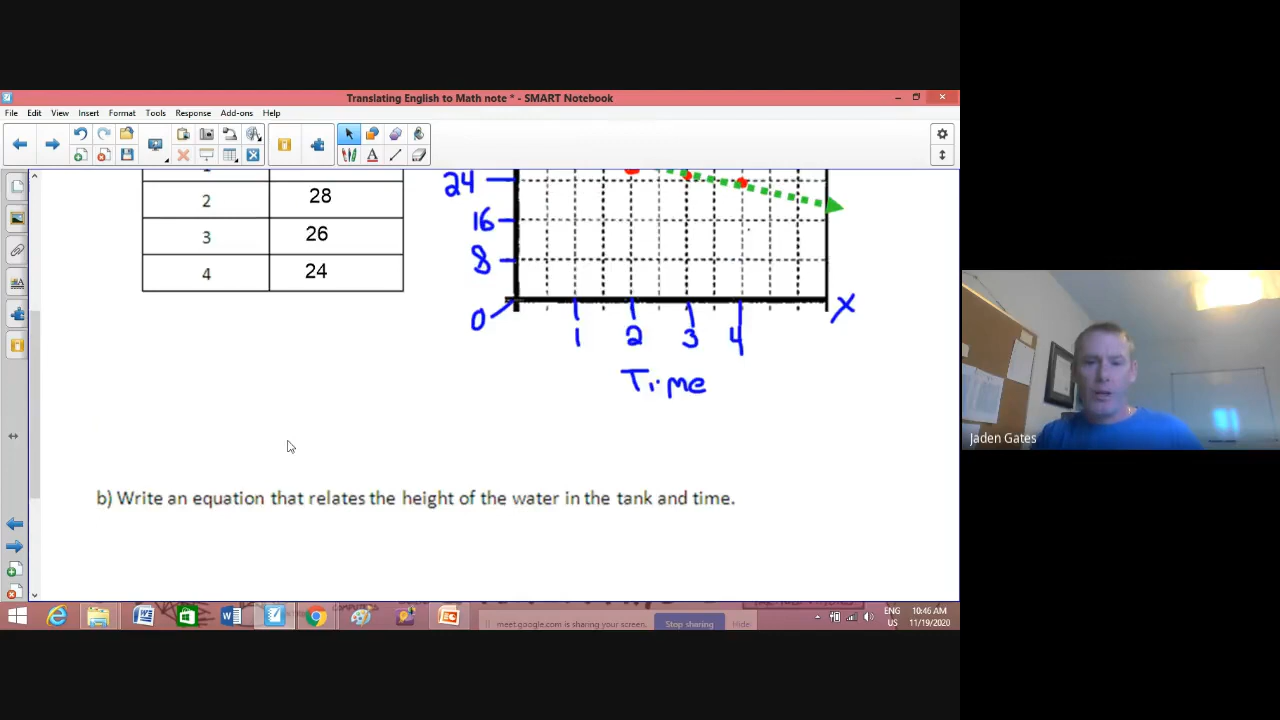 Translating English to Math note * - SMART Notebook
File Edit View Insert Format Tools Response Add-ons Help
2 28
3 26
4 24
24
16
8
0
1 2 3 4
X
Time
b) Write an equation that relates the height of the water in the tank and time.
Jaden Gates
meet.google.com is sharing your screen. Stop sharing Hide
ENG
US
10:46 AM
11/19/2020